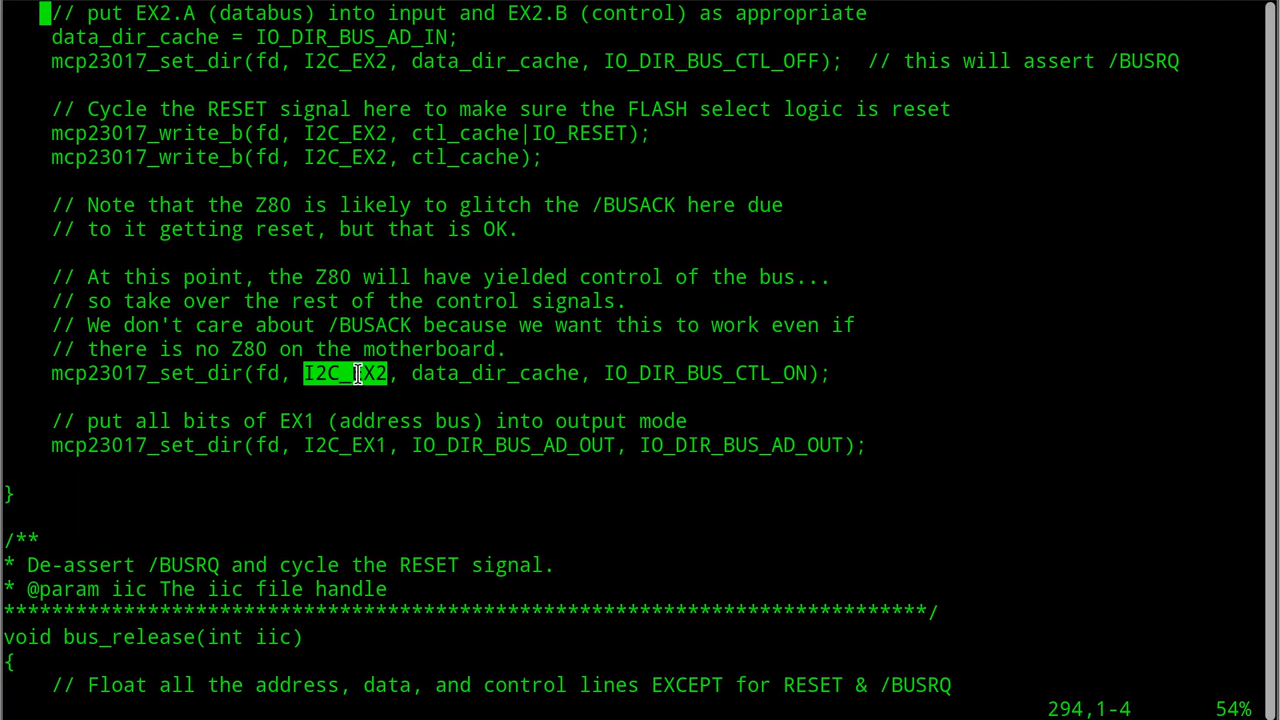 // put EX2.A (databus) into input and EX2.B (control) as appropriate
data_dir_cache = IO_DIR_BUS_AD_IN;
mcp23017_set_dir(fd, I2C_EX2, data_dir_cache, IO_DIR_BUS_CTL_OFF);  // this will assert /BUSRQ
// Cycle the RESET signal here to make sure the FLASH select logic is reset
mcp23017_write_b(fd, I2C_EX2, ctl_cache|IO_RESET);
mcp23017_write_b(fd, I2C_EX2, ctl_cache);
// Note that the Z80 is likely to glitch the /BUSACK here due
// to it getting reset, but that is OK.
// At this point, the Z80 will have yielded control of the bus...
// so take over the rest of the control signals.
// We don't care about /BUSACK because we want this to work even if
// there is no Z80 on the motherboard.
mcp23017_set_dir(fd, I2C_EX2, data_dir_cache, IO_DIR_BUS_CTL_ON);
// put all bits of EX1 (address bus) into output mode
mcp23017_set_dir(fd, I2C_EX1, IO_DIR_BUS_AD_OUT, IO_DIR_BUS_AD_OUT);
}
/**
* De-assert /BUSRQ and cycle the RESET signal.
* @param iic The iic file handle
*****************************************************************************/
void bus_release(int iic)
{
// Float all the address, data, and control lines EXCEPT for RESET & /BUSRQ
294,1-4 54%